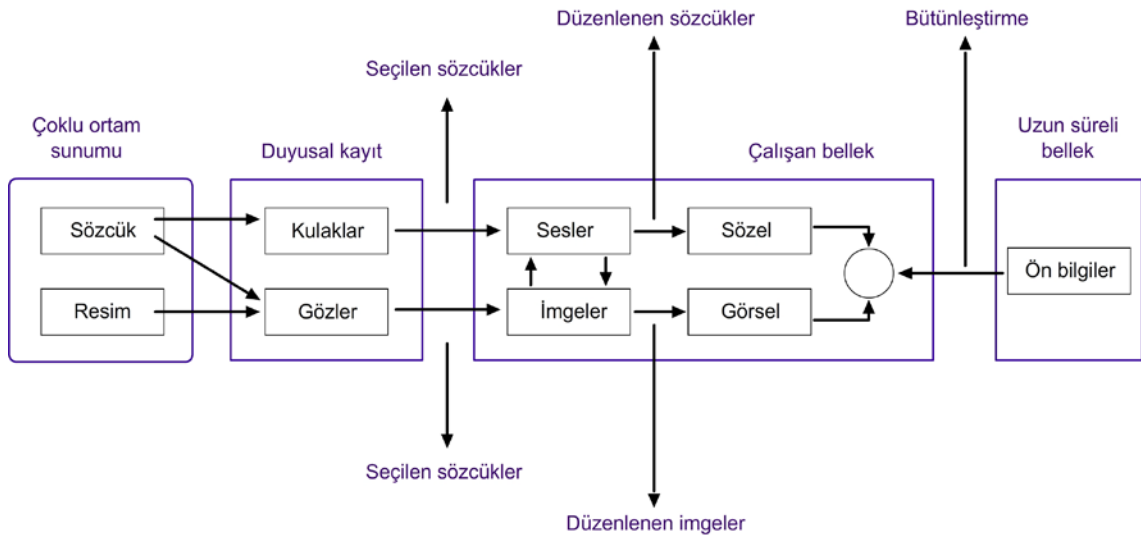 Düzenlenen sözcükler
Bütünleştirme
Seçilen sözcükler
Çoklu ortam
sunumu
Duyusal kayıt
Çalışan bellek
Uzun süreli
bellek
Sözcük
Kulaklar
Sesler
Sözel
Ön bilgiler
Resim
Gözler
İmgeler
Görsel
Seçilen sözcükler
Düzenlenen imgeler